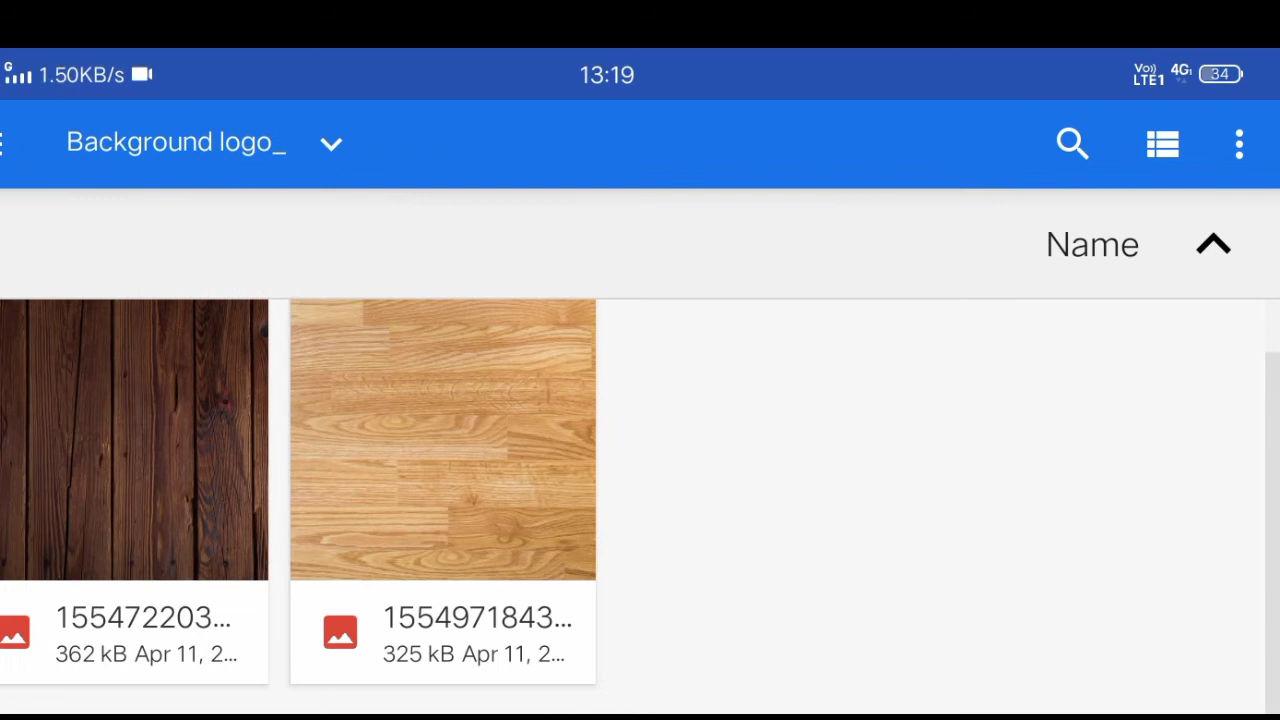 G 1.50KB/s 13:19 Vo)) LTE1 4G 34
Background logo_
Name
155472203... 1554971843...
362 kB Apr 11, 2... 325 kB Apr 11, 2...